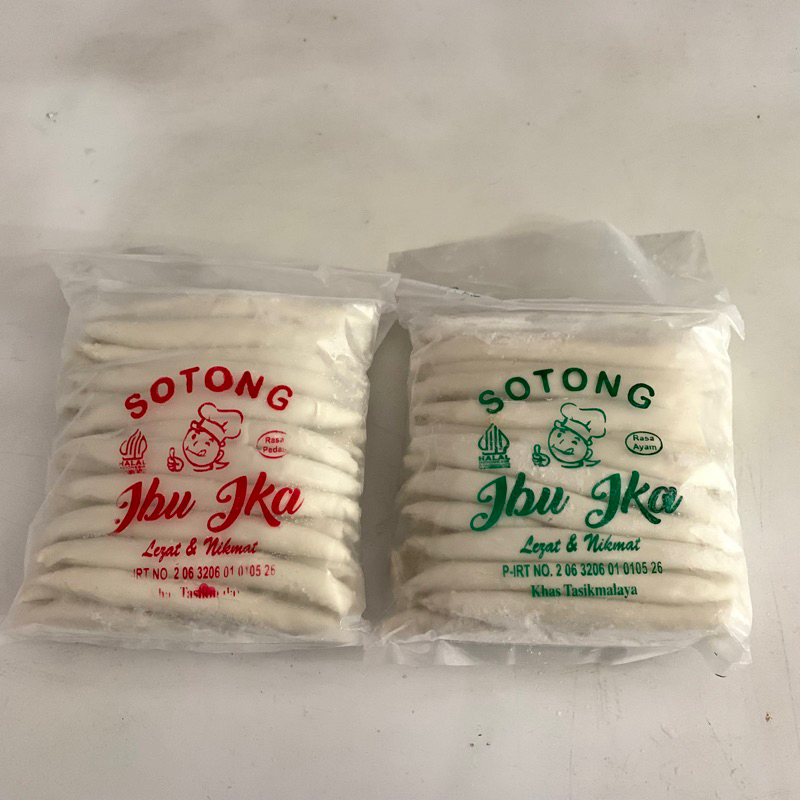 SOTONG
HALAL
Rasa
Pedas
Ibu Ika
Lezat & Nikmat
IRT NO. 2 06 3206 01 0105 26
SOTONG
HALAL
Rasa
Ayam
Ibu Ika
Lezat & Nikmat
P-IRT NO. 2 06 3206 01 0105 26
Khas Tasikmalaya